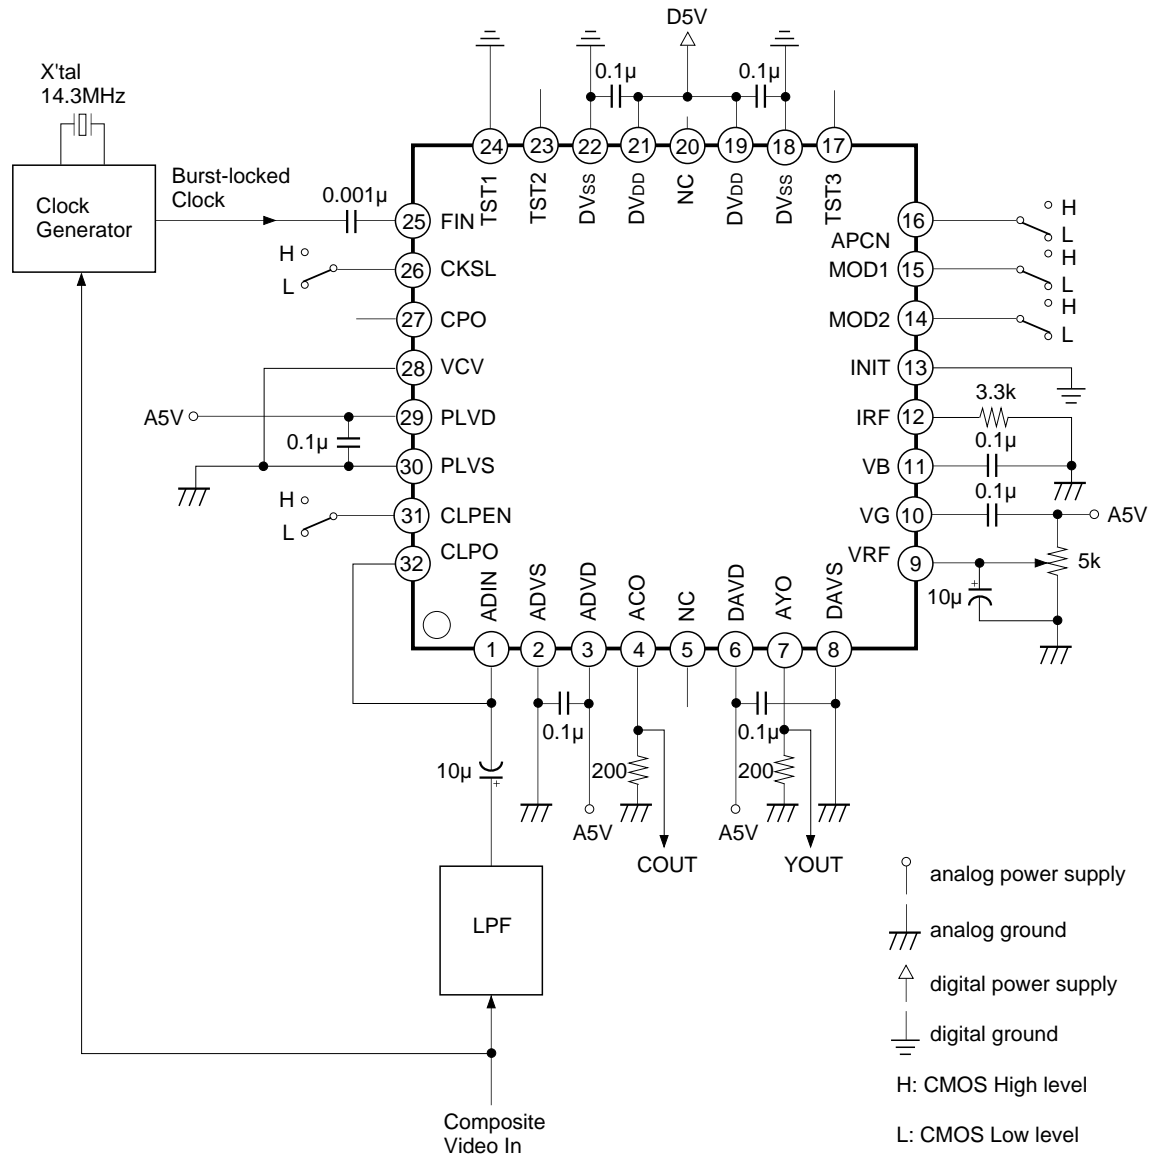 D5V
X'tal
14.3MHz
0.1µ
0.1µ
24
23
22
21
20
19
18
17
TST1
TST2
DVSS
DVDD
NC
DVDD
DVSS
TST3
Clock
Generator
Burst-locked
Clock
0.001µ
25
FIN
H
L
26
CKSL
27
CPO
28
VCV
A5V
29
PLVD
0.1µ
30
PLVS
H
L
31
CLPEN
32
CLPO
16
APCN
H
L
15
MOD1
H
L
14
MOD2
H
L
13
INIT
12
IRF
3.3k
11
VB
0.1µ
10
VG
0.1µ
A5V
9
VRF
5k
10µ
ADIN
ADVS
ADVD
ACO
NC
DAVD
AYO
DAVS
1
2
3
4
5
6
7
8
0.1µ
0.1µ
10µ
200
200
A5V
A5V
COUT
YOUT
LPF
Composite
Video In
analog power supply
analog ground
digital power supply
digital ground
H: CMOS High level
L: CMOS Low level